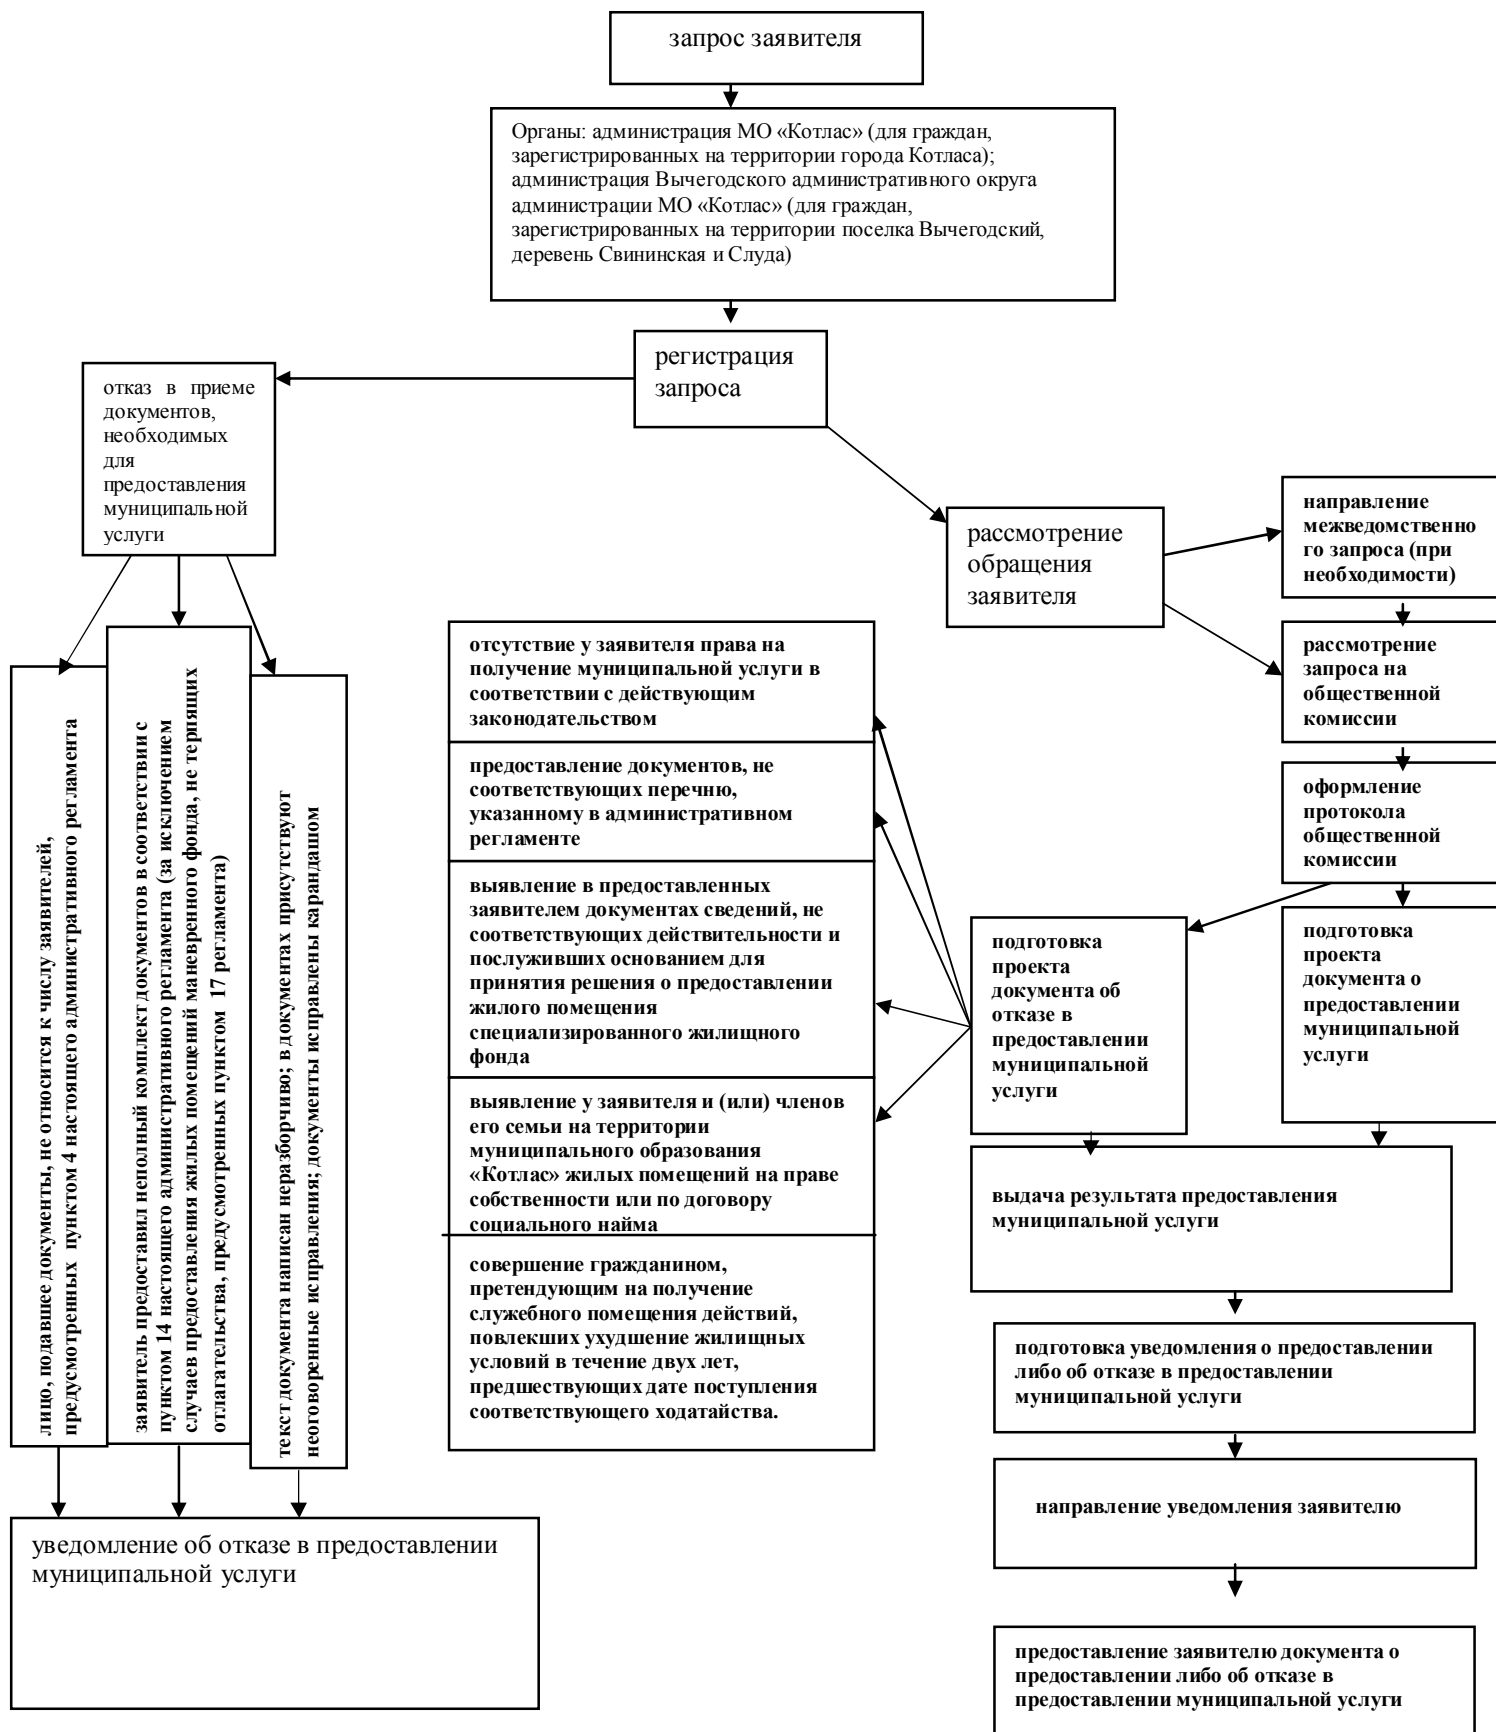 запрос заявителя
Органы: администрация МО «Котлас» (для граждан,
зарегистрированных на территории города Котласа);
администрация Вычегодского административного округа
администрации МО «Котлас» (для граждан,
зарегистрированных на территории поселка Вычегодский,
деревень Свининская и Слуда)
регистрация
запроса
отказ в приеме
документов,
необходимых
для
предоставления
муниципальной
услуги
рассмотрение
обращения
заявителя
направление
межведомственно
го запроса (при
необходимости)
рассмотрение
запроса на
общественной
комиссии
оформление
протокола
общественной
комиссии
подготовка
проекта
документа об
отказе в
предоставлении
муниципальной
услуги
подготовка
проекта
документа о
предоставлении
муниципальной
услуги
отсутствие у заявителя права на
получение муниципальной услуги в
соответствии с действующим
законодательством
предоставление документов, не
соответствующих перечню,
указанному в административном
регламенте
выявление в предоставленных
заявителем документах сведений, не
соответствующих действительности и
послуживших основанием для
принятия решения о предоставлении
жилого помещения
специализированного жилищного
фонда
выявление у заявителя и (или) членов
его семьи на территории
муниципального образования
«Котлас» жилых помещений на праве
собственности или по договору
социального найма
совершение гражданином,
претендующим на получение
служебного помещения действий,
повлекших ухудшение жилищных
условий в течение двух лет,
предшествующих дате поступления
соответствующего ходатайства.
лицо, подавшее документы, не относится к числу заявителей,
предусмотренных пунктом 4 настоящего административного регламента
заявитель предоставил неполный комплект документов в соответствии с
пунктом 14 настоящего административного регламента (за исключением
случаев предоставления жилых помещений маневренного фонда, не терпящих
отлагательства, предусмотренных пунктом 17 регламента)
текст документа написан неразборчиво; в документах присутствуют
неоговоренные исправления; документы исправлены карандашом
уведомление об отказе в предоставлении
муниципальной услуги
выдача результата предоставления
муниципальной услуги
подготовка уведомления о предоставлении
либо об отказе в предоставлении
муниципальной услуги
направление уведомления заявителю
предоставление заявителю документа о
предоставлении либо об отказе в
предоставлении муниципальной услуги